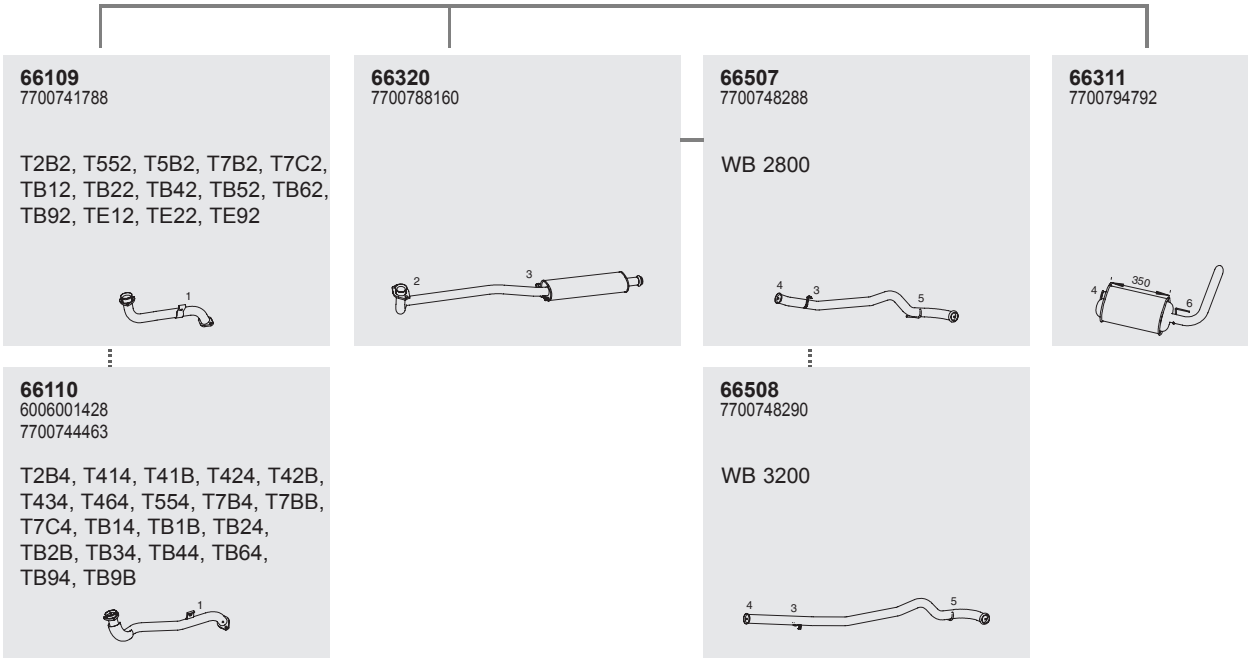 66109
7700741788
T2B2, T552, T5B2, T7B2, T7C2,
TB12, TB22, TB42, TB52, TB62,
TB92, TE12, TE22, TE92
1
66320
7700788160
2
3
66507
7700748288
WB 2800
4
3
5
66311
7700794792
4
350
6
66110
6006001428
7700744463
T2B4, T414, T41B, T424, T42B,
T434, T464, T554, T7B4, T7BB,
T7C4, TB14, TB1B, TB24,
TB2B, TB34, TB44, TB64,
TB94, TB9B
1
66508
7700748290
WB 3200
4
3
5